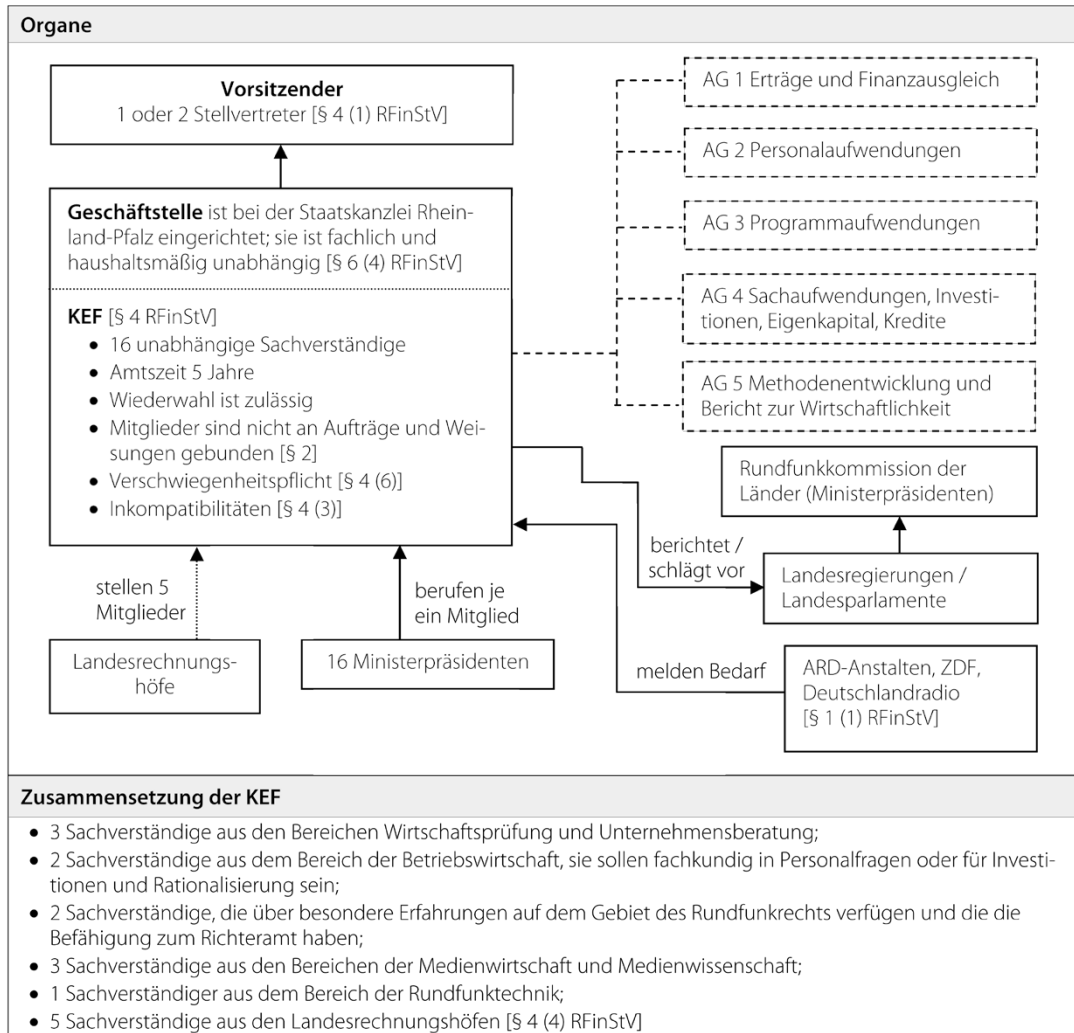 Organe
Vorsitzender
1 oder 2 Stellvertreter [§ 4 (1) RFinStV]
Geschäftstelle ist bei der Staatskanzlei Rhein-
land-Pfalz eingerichtet; sie ist fachlich und
haushaltsmäßig unabhängig [§ 6 (4) RFinStV]
KEF [§ 4 RFinStV]
• 16 unabhängige Sachverständige
• Amtszeit 5 Jahre
• Wiederwahl ist zulässig
• Mitglieder sind nicht an Aufträge und Wei-
sungen gebunden [§ 2]
• Verschwiegenheitspflicht [§ 4 (6)]
• Inkompatibilitäten [§ 4 (3)]
AG 1 Erträge und Finanzausgleich
AG 2 Personalaufwendungen
AG 3 Programmaufwendungen
AG 4 Sachaufwendungen, Investi-
tionen, Eigenkapital, Kredite
AG 5 Methodenentwicklung und
Bericht zur Wirtschaftlichkeit
Rundfunkkommission der
Länder (Ministerpräsidenten)
berichtet /
schlägt vor
Landesregierungen /
Landesparlamente
stellen 5
Mitglieder
berufen je
ein Mitglied
Landesrechnungs-
höfe
16 Ministerpräsidenten
melden Bedarf
ARD-Anstalten, ZDF,
Deutschlandradio
[§ 1 (1) RFinStV]
Zusammensetzung der KEF
• 3 Sachverständige aus den Bereichen Wirtschaftsprüfung und Unternehmensberatung;
• 2 Sachverständige aus dem Bereich der Betriebswirtschaft, sie sollen fachkundig in Personalfragen oder für Investi-
tionen und Rationalisierung sein;
• 2 Sachverständige, die über besondere Erfahrungen auf dem Gebiet des Rundfunkrechts verfügen und die die
Befähigung zum Richteramt haben;
• 3 Sachverständige aus den Bereichen der Medienwirtschaft und Medienwissenschaft;
• 1 Sachverständiger aus dem Bereich der Rundfunktechnik;
• 5 Sachverständige aus den Landesrechnungshöfen [§ 4 (4) RFinStV]